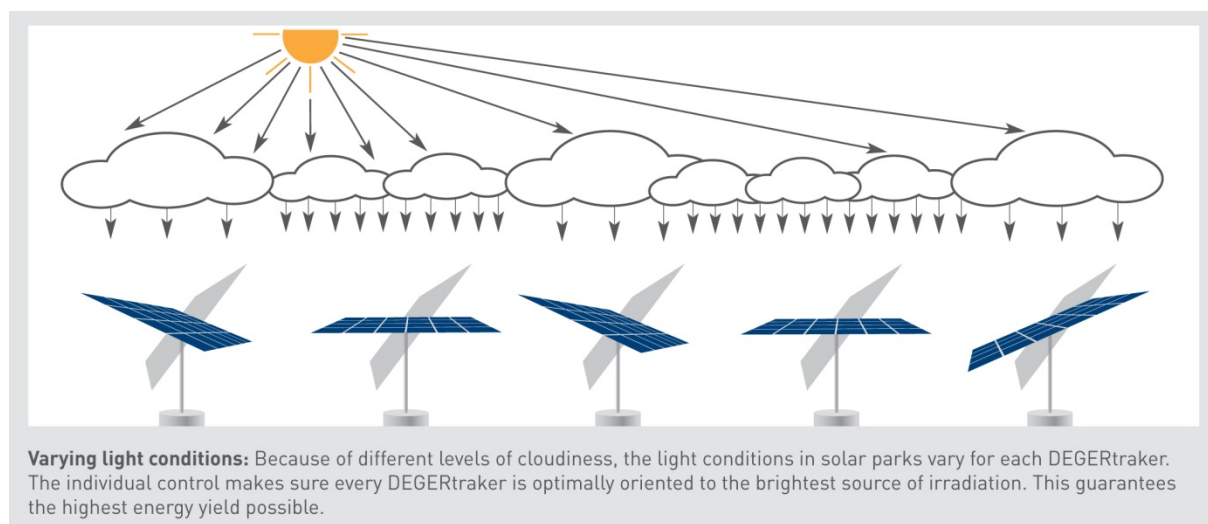 Varying light conditions: Because of different levels of cloudiness, the light conditions in solar parks vary for each DEGERtraker.
The individual control makes sure every DEGERtraker is optimally oriented to the brightest source of irradiation. This guarantees
the highest energy yield possible.